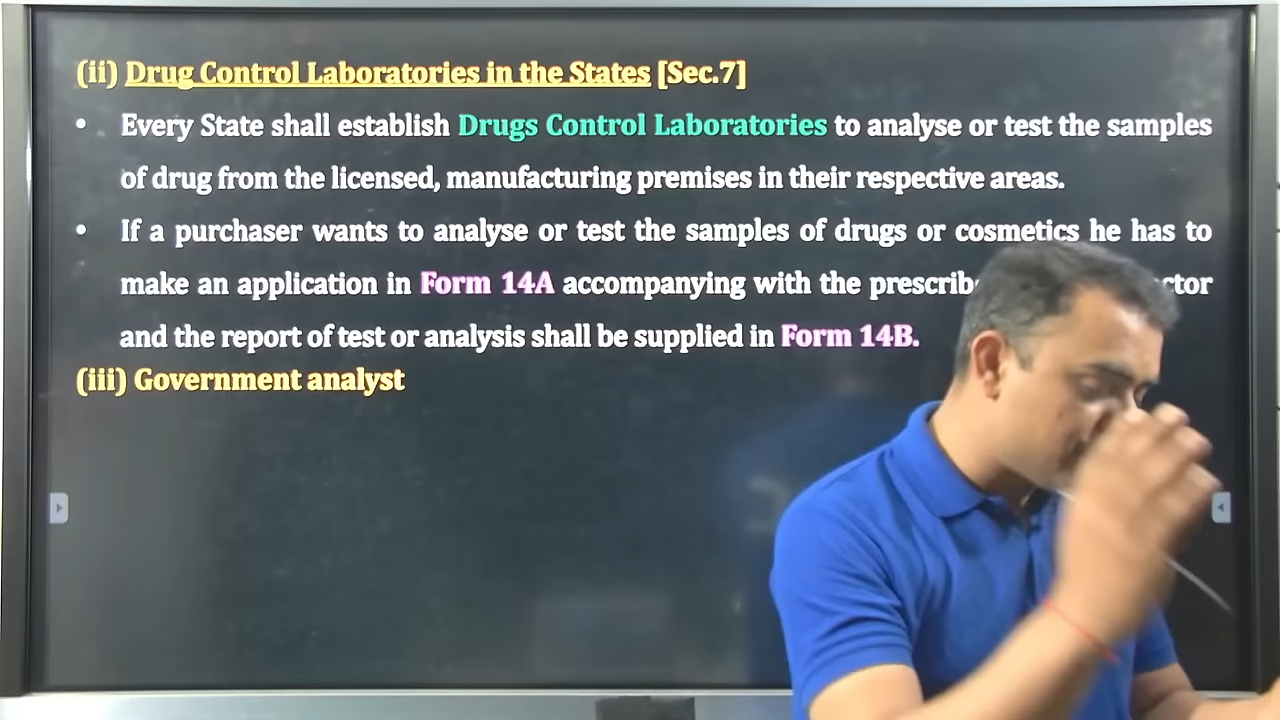 (ii) Drug Control Laboratories in the States [Sec.7]
• Every State shall establish Drugs Control Laboratories to analyse or test the samples
of drug from the licensed, manufacturing premises in their respective areas.
• If a purchaser wants to analyse or test the samples of drugs or cosmetics he has to
make an application in Form 14A accompanying with the
and the report of test or analysis shall be supplied in Form 14B.
(iii) Government analyst